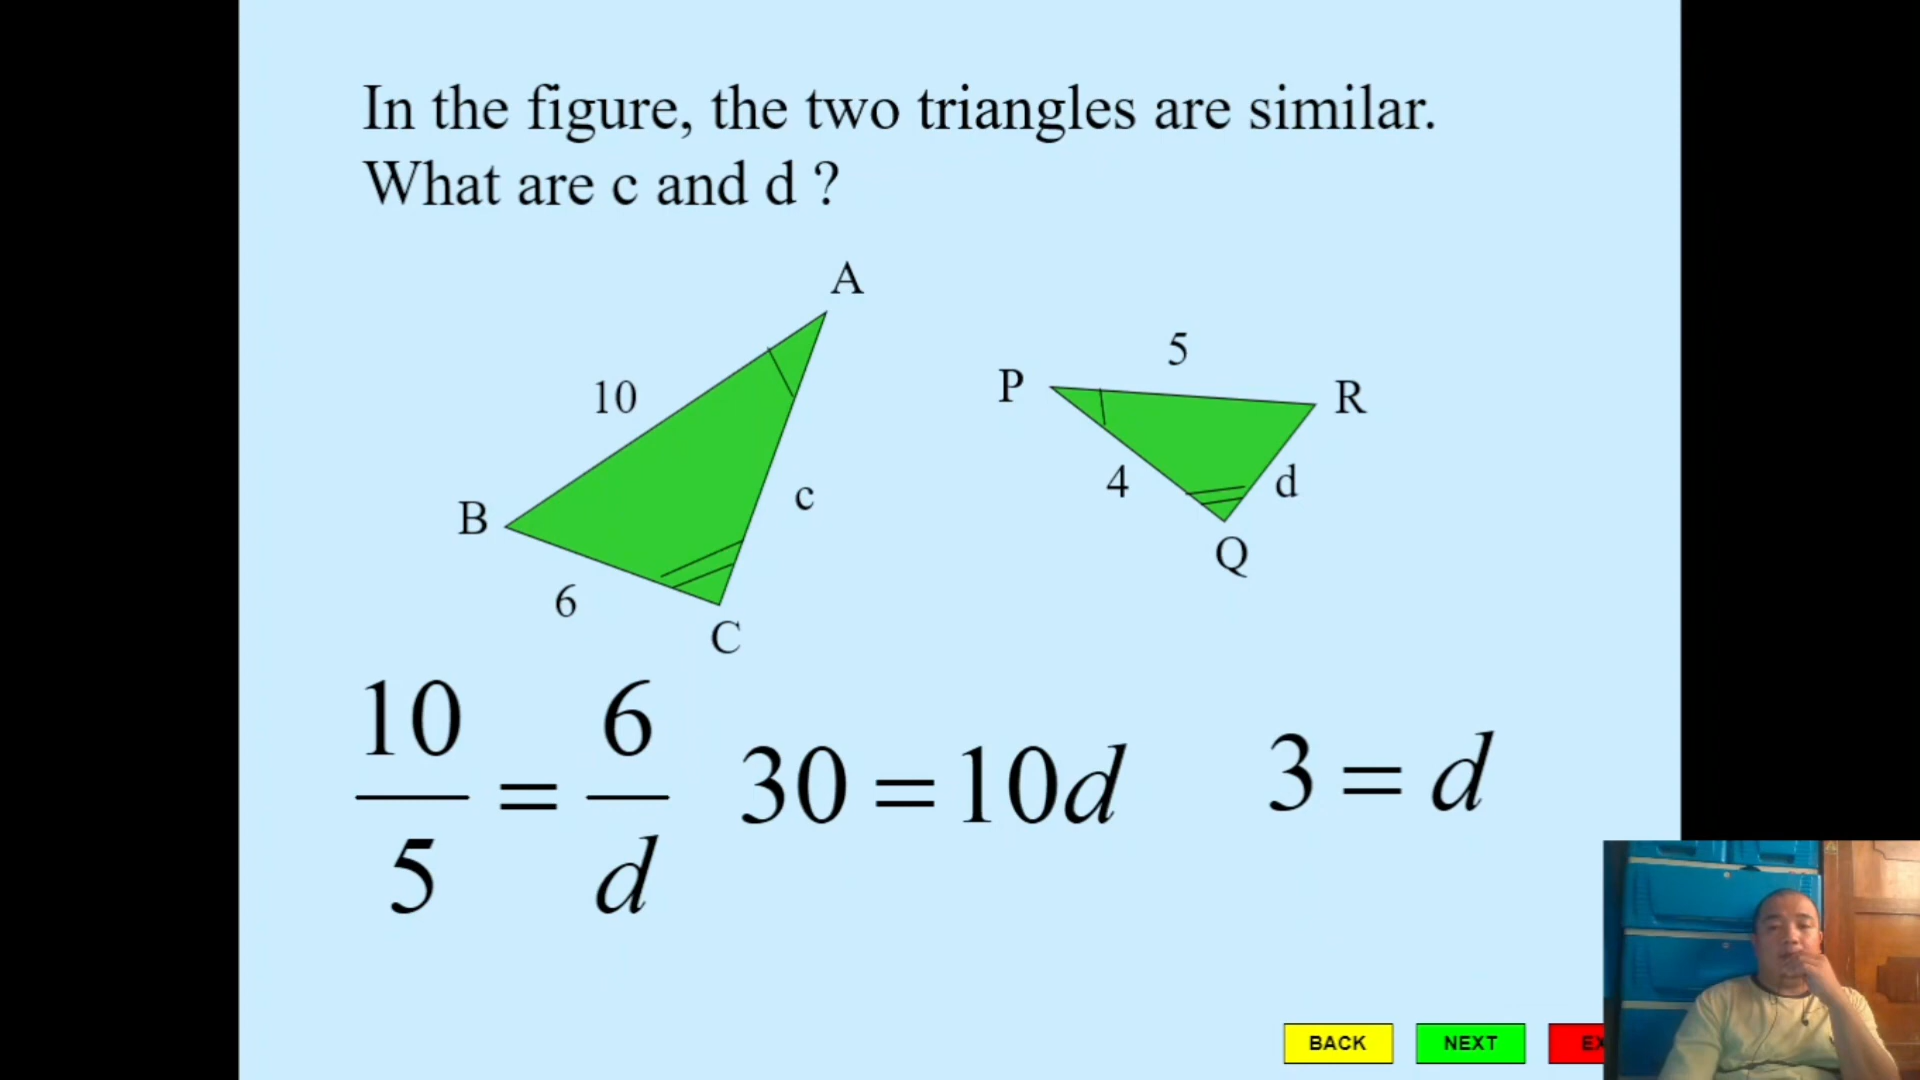 In the figure, the two triangles are similar.
What are c and d ?
A
5
P
R
10
4
d
c
B
Q
6
C
10/5 = 6/d
30 = 10d
3 = d
BACK
NEXT